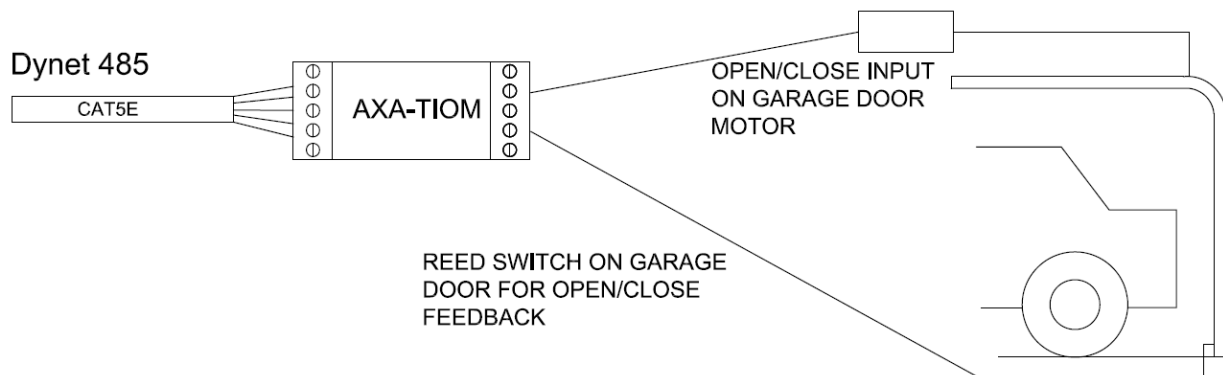 Dynet 485
CAT5E
AXA-TIOM
OPEN/CLOSE INPUT
ON GARAGE DOOR
MOTOR
REED SWITCH ON GARAGE
DOOR FOR OPEN/CLOSE
FEEDBACK